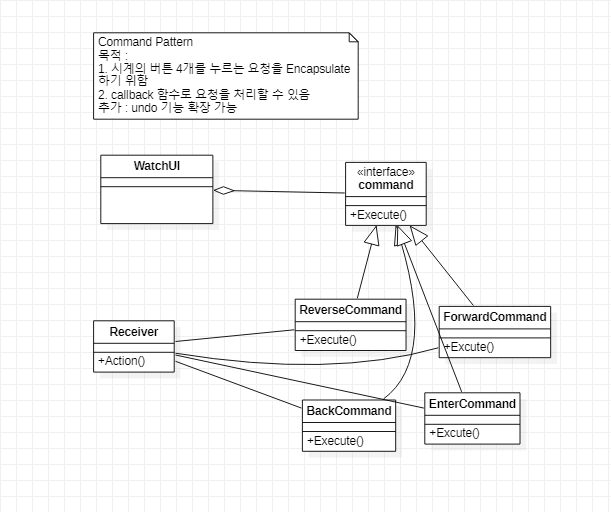 Command Pattern
목적 :
1. 시계의 버튼 4개를 누르는 요청을 Encapsulate
하기 위함
2. callback 함수로 요청을 처리할 수 있음
추가 : undo 기능 확장 가능
WatchUI
«interface»
command
+Execute()
ReverseCommand
+Execute()
ForwardCommand
+Excute()
Receiver
+Action()
BackCommand
+Execute()
EnterCommand
+Excute()